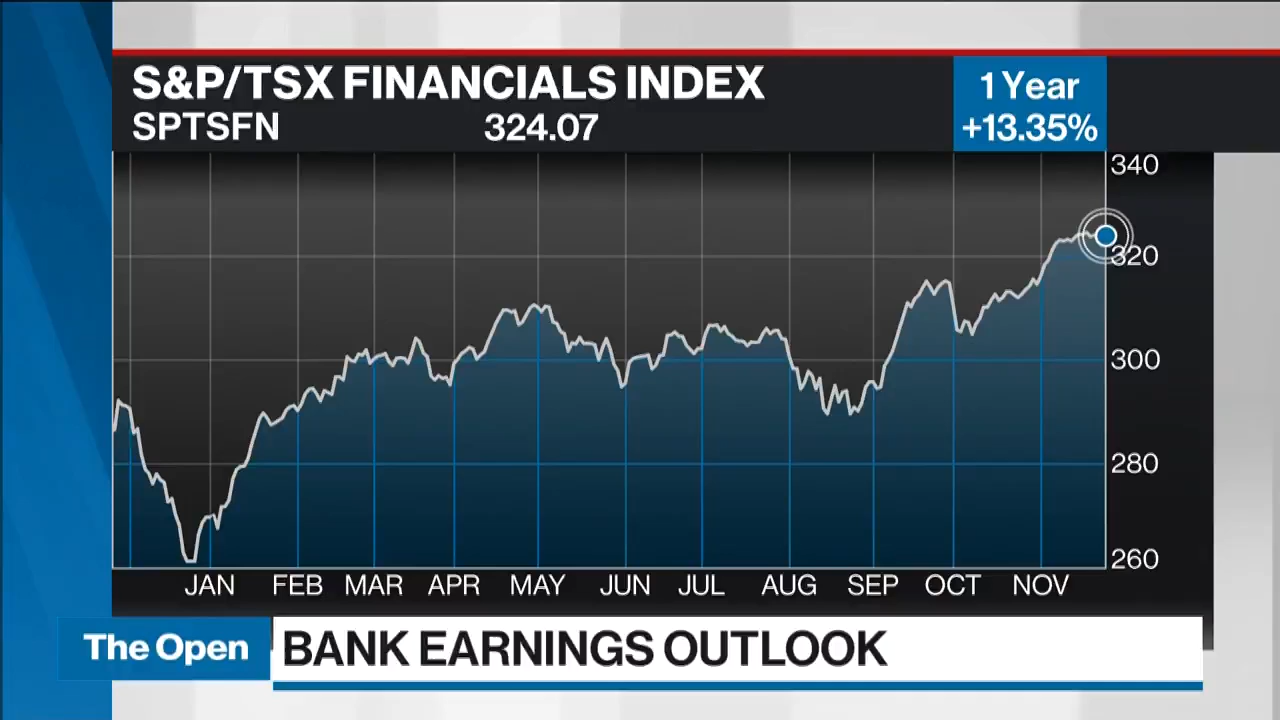 S&P/TSX FINANCIALS INDEX
SPTSFN 324.07
1 Year
+13.35%
340
320
300
280
260
JAN FEB MAR APR MAY JUN JUL AUG SEP OCT NOV
The Open
BANK EARNINGS OUTLOOK